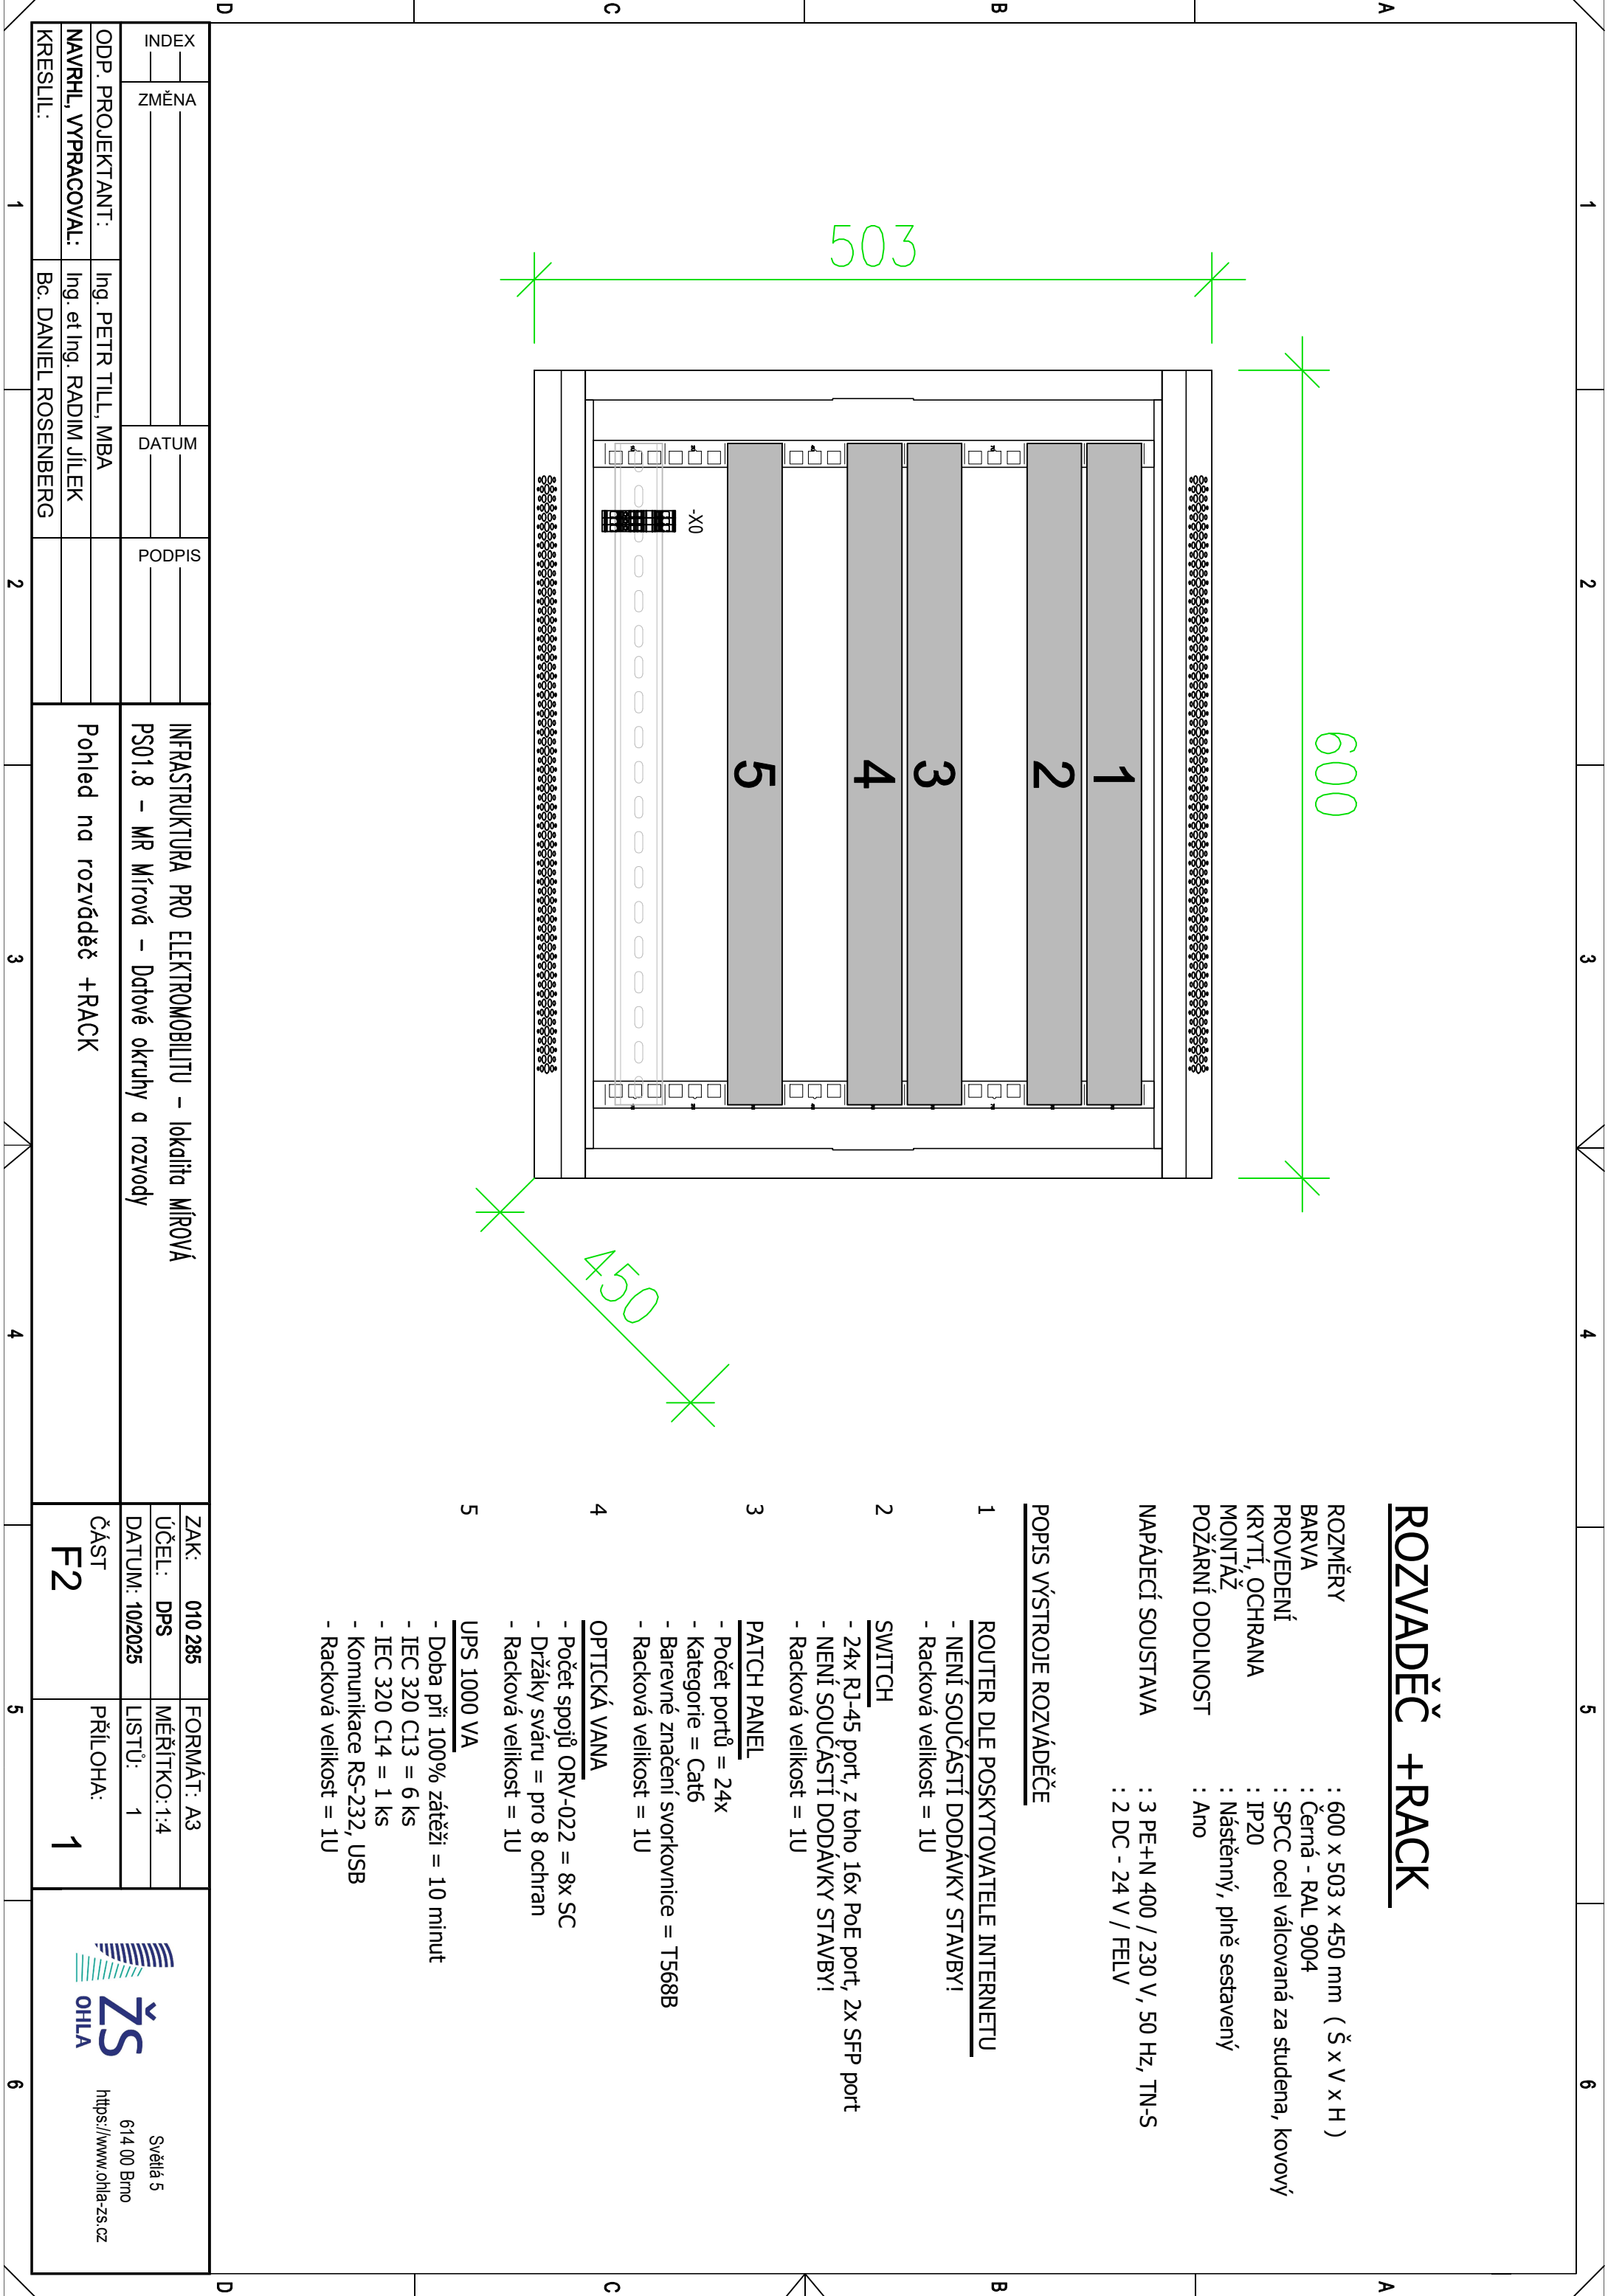 1
2
3
4
5
6
A
B
C
D
503
600
450
1
2
3
4
5
-X0
ROZVADĚČ +RACK
ROZMĚRY : 600 x 503 x 450 mm ( Š x V x H )
BARVA : Černá - RAL 9004
PROVEDENÍ : SPCC ocel válcovaná za studena, kovový
KRYTÍ, OCHRANA : IP20
MONTÁŽ : Nástěnný, plně sestavený
POŽÁRNÍ ODOLNOST : Ano
NAPÁJECÍ SOUSTAVA : 3 PE+N 400 / 230 V, 50 Hz, TN-S
: 2 DC - 24 V / FELV
POPIS VÝSTROJE ROZVÁDĚČE
1 ROUTER DLE POSKYTOVATELE INTERNETU
- NENÍ SOUČÁSTÍ DODÁVKY STAVBY!
- Racková velikost = 1U
2 SWITCH
- 24x RJ-45 port, z toho 16x PoE port, 2x SFP port
- NENÍ SOUČÁSTÍ DODÁVKY STAVBY!
- Racková velikost = 1U
3 PATCH PANEL
- Počet portů = 24x
- Kategorie = Cat6
- Barevné značení svorkovnice = T568B
- Racková velikost = 1U
4 OPTICKÁ VANA
- Počet spojů ORV-022 = 8x SC
- Držáky sváru = pro 8 ochran
- Racková velikost = 1U
5 UPS 1000 VA
- Doba při 100% zátěži = 10 minut
- IEC 320 C13 = 6 ks
- IEC 320 C14 = 1 ks
- Komunikace RS-232, USB
- Racková velikost = 1U
INDEX ZMĚNA DATUM PODPIS
ODP. PROJEKTANT: Ing. PETR TILL, MBA
NAVRHL, VYPRACOVAL: Ing. et Ing. RADIM JÍLEK
KRESLIL: Bc. DANIEL ROSENBERG
INFRASTRUKTURA PRO ELEKTROMOBILITU - lokalita MÍROVÁ
PS01.8 - MR Mírová - Datové okruhy a rozvody
Pohled na rozváděč +RACK
ZAK: 010 285 FORMÁT: A3
ÚČEL: DPS MĚŘÍTKO: 1:4
DATUM: 10/2025 LISTŮ: 1
ČÁST PŘÍLOHA:
F2 1
ŽS
OHLA
Světlá 5
614 00 Brno
https://www.ohla-zs.cz
A
B
C
D
1
2
3
4
5
6